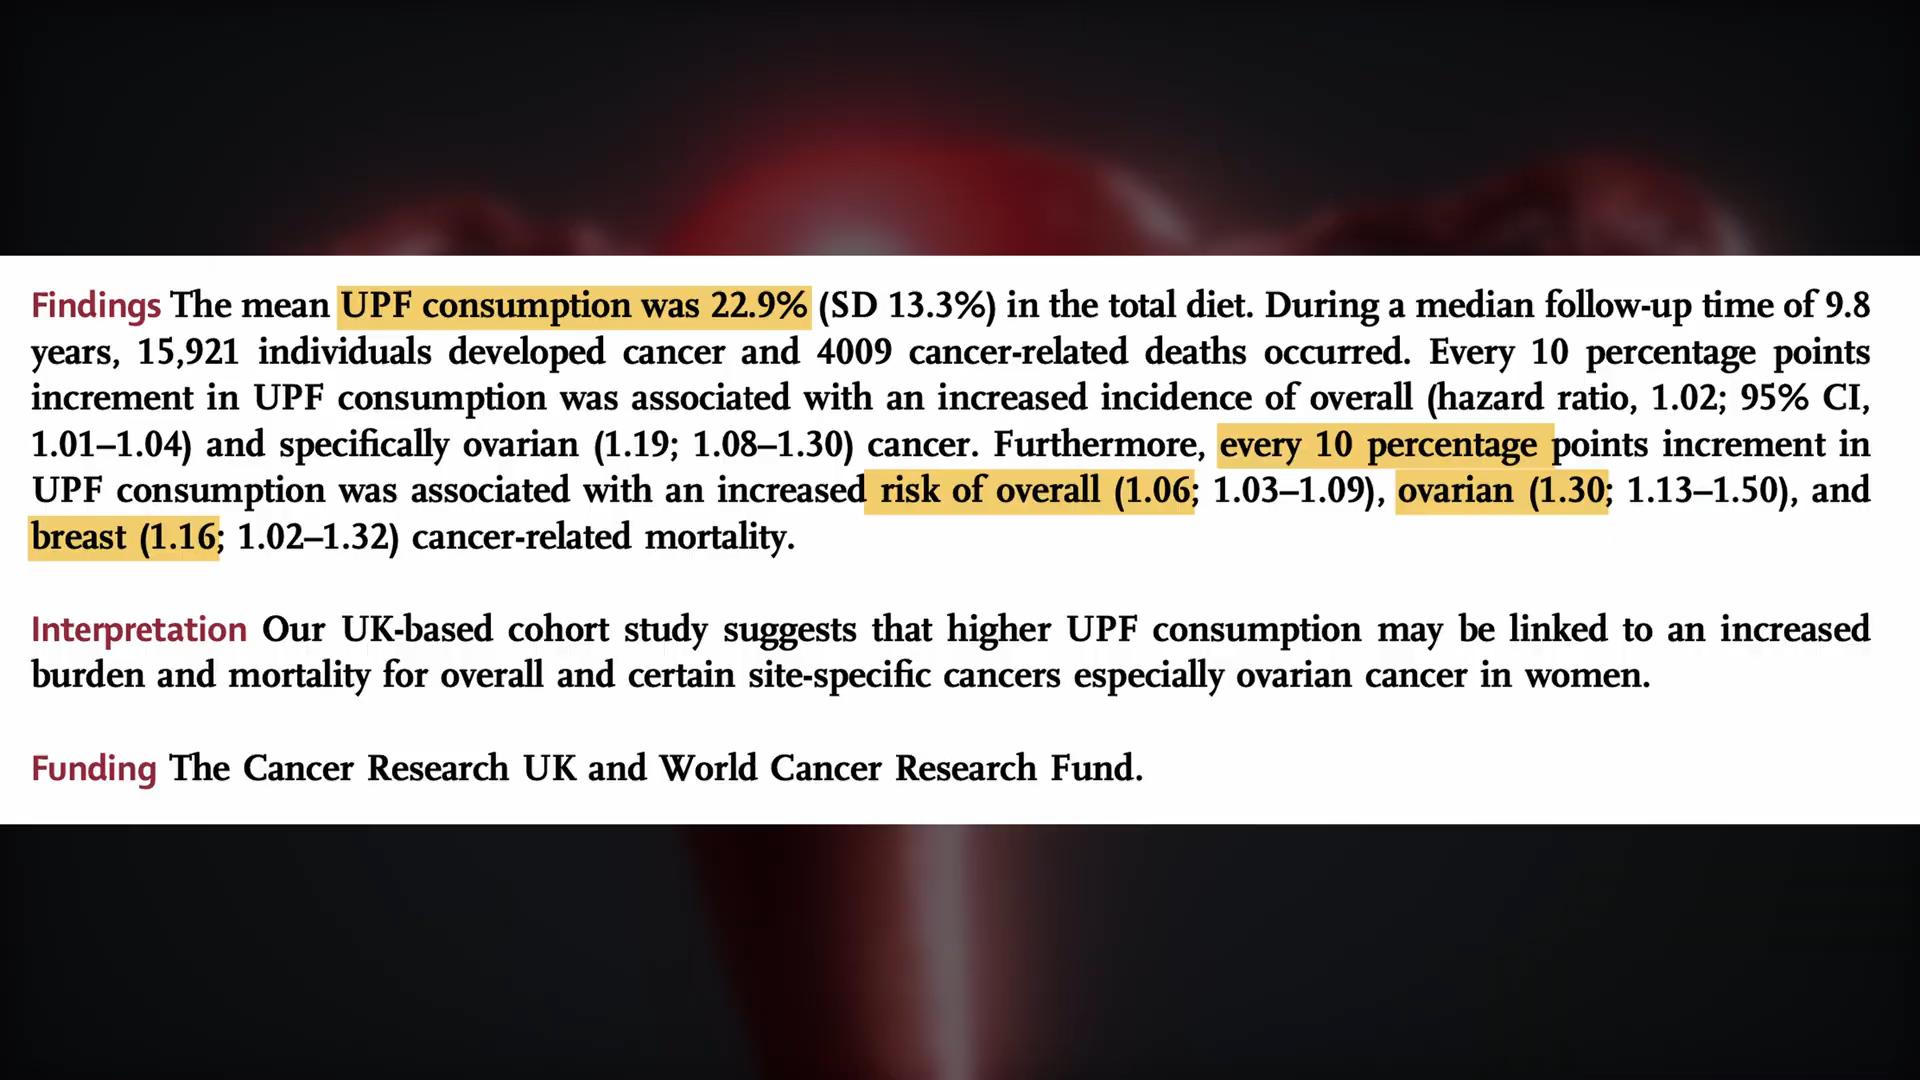 Findings The mean UPF consumption was 22.9% (SD 13.3%) in the total diet. During a median follow-up time of 9.8
years, 15,921 individuals developed cancer and 4009 cancer-related deaths occurred. Every 10 percentage points
increment in UPF consumption was associated with an increased incidence of overall (hazard ratio, 1.02; 95% CI,
1.01–1.04) and specifically ovarian (1.19; 1.08–1.30) cancer. Furthermore, every 10 percentage points increment in
UPF consumption was associated with an increased risk of overall (1.06; 1.03–1.09), ovarian (1.30; 1.13–1.50), and
breast (1.16; 1.02–1.32) cancer-related mortality.
Interpretation Our UK-based cohort study suggests that higher UPF consumption may be linked to an increased
burden and mortality for overall and certain site-specific cancers especially ovarian cancer in women.
Funding The Cancer Research UK and World Cancer Research Fund.